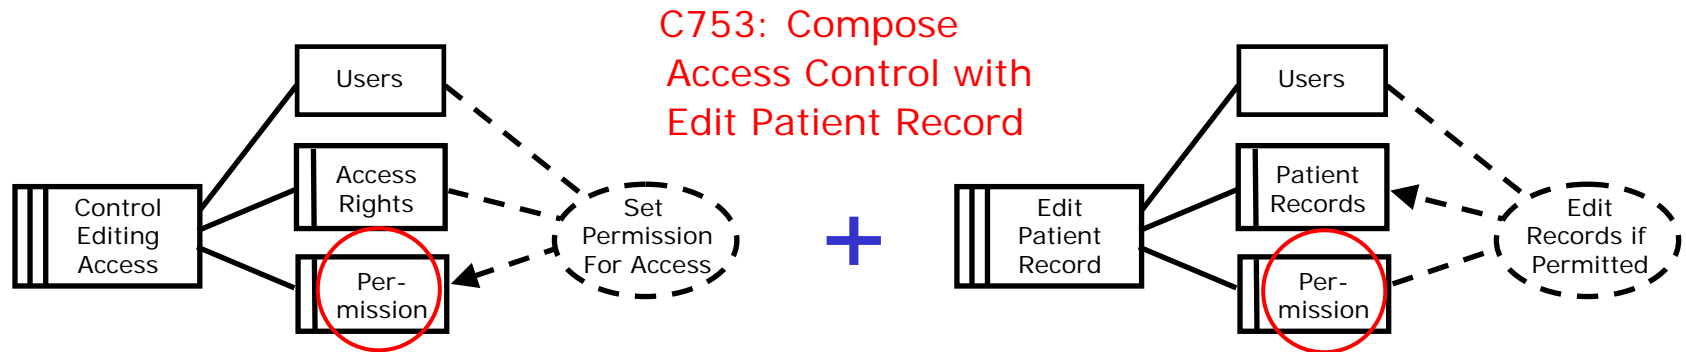 C753: Compose
Access Control with
Edit Patient Record
Users
Access
Rights
Per-
mission
Control
Editing
Access
Set
Permission
For Access
+
Users
Patient
Records
Per-
mission
Edit
Patient
Record
Edit
Records if
Permitted